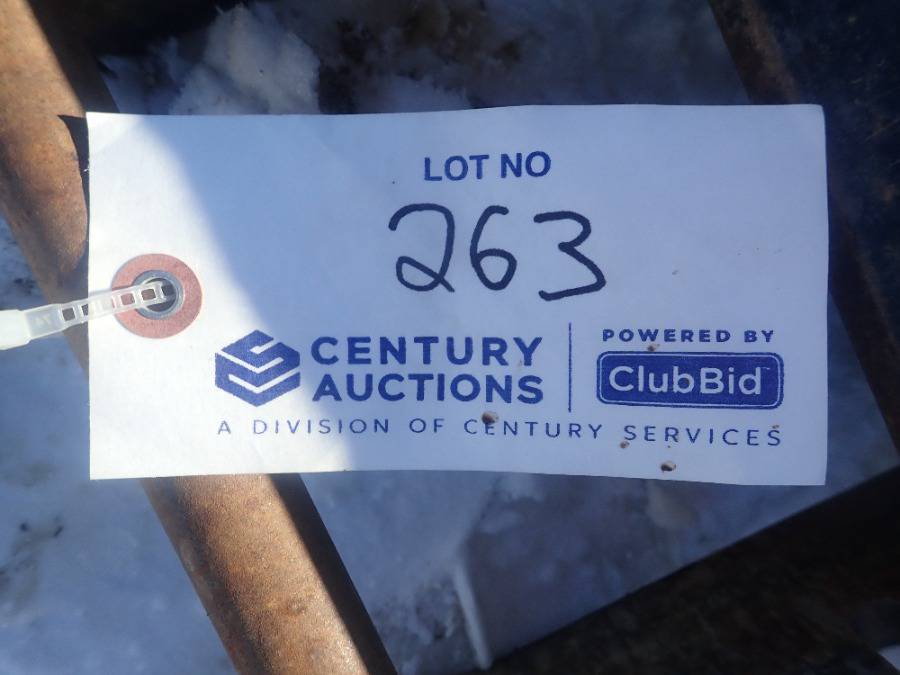 LOT NO
263
CENTURY
AUCTIONS
POWERED BY
ClubBid
A DIVISION OF CENTURY SERVICES